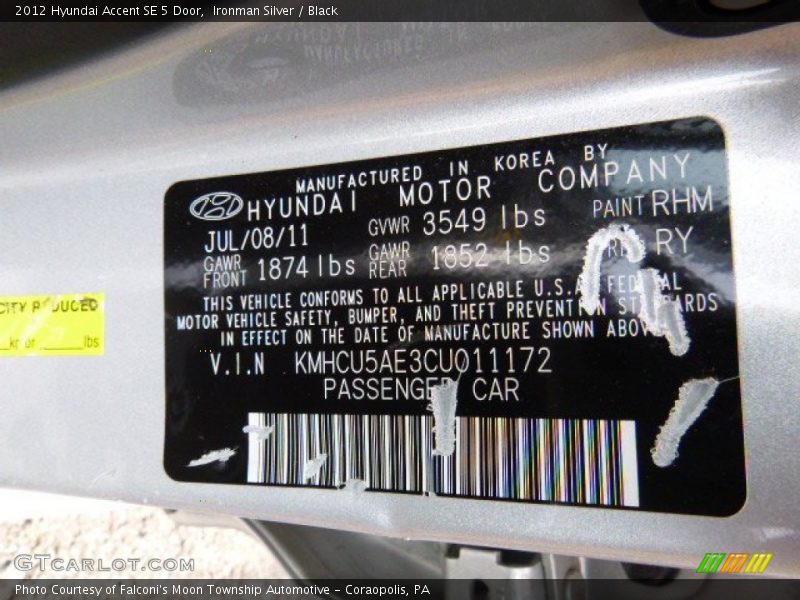 2012 Hyundai Accent SE 5 Door, Ironman Silver / Black
MANUFACTURED IN KOREA BY
HYUNDAI MOTOR COMPANY
JUL/08/11 GVWR 3549 lbs PAINT RHM
GAWR FRONT 1874 lbs GAWR REAR 1852 lbs RY
THIS VEHICLE CONFORMS TO ALL APPLICABLE U.S.A. FEDERAL
MOTOR VEHICLE SAFETY, BUMPER, AND THEFT PREVENTION STANDARDS
IN EFFECT ON THE DATE OF MANUFACTURE SHOWN ABOVE
V.I.N KMHCU5AE3CU011172
PASSENGER CAR
CITY REDUCED
kr or lbs
GTCARLOT.COM
Photo Courtesy of Falconi's Moon Township Automotive – Coraopolis, PA